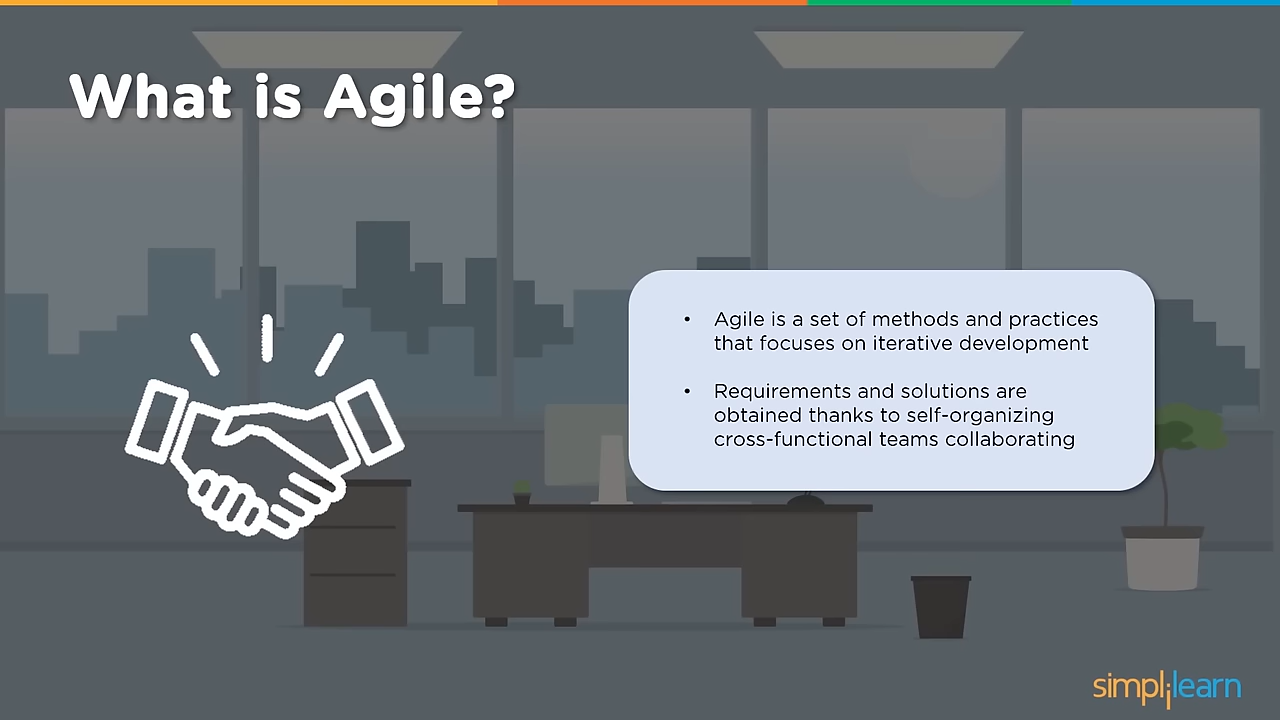 What is Agile?
• Agile is a set of methods and practices
that focuses on iterative development
• Requirements and solutions are
obtained thanks to self-organizing
cross-functional teams collaborating
simplilearn